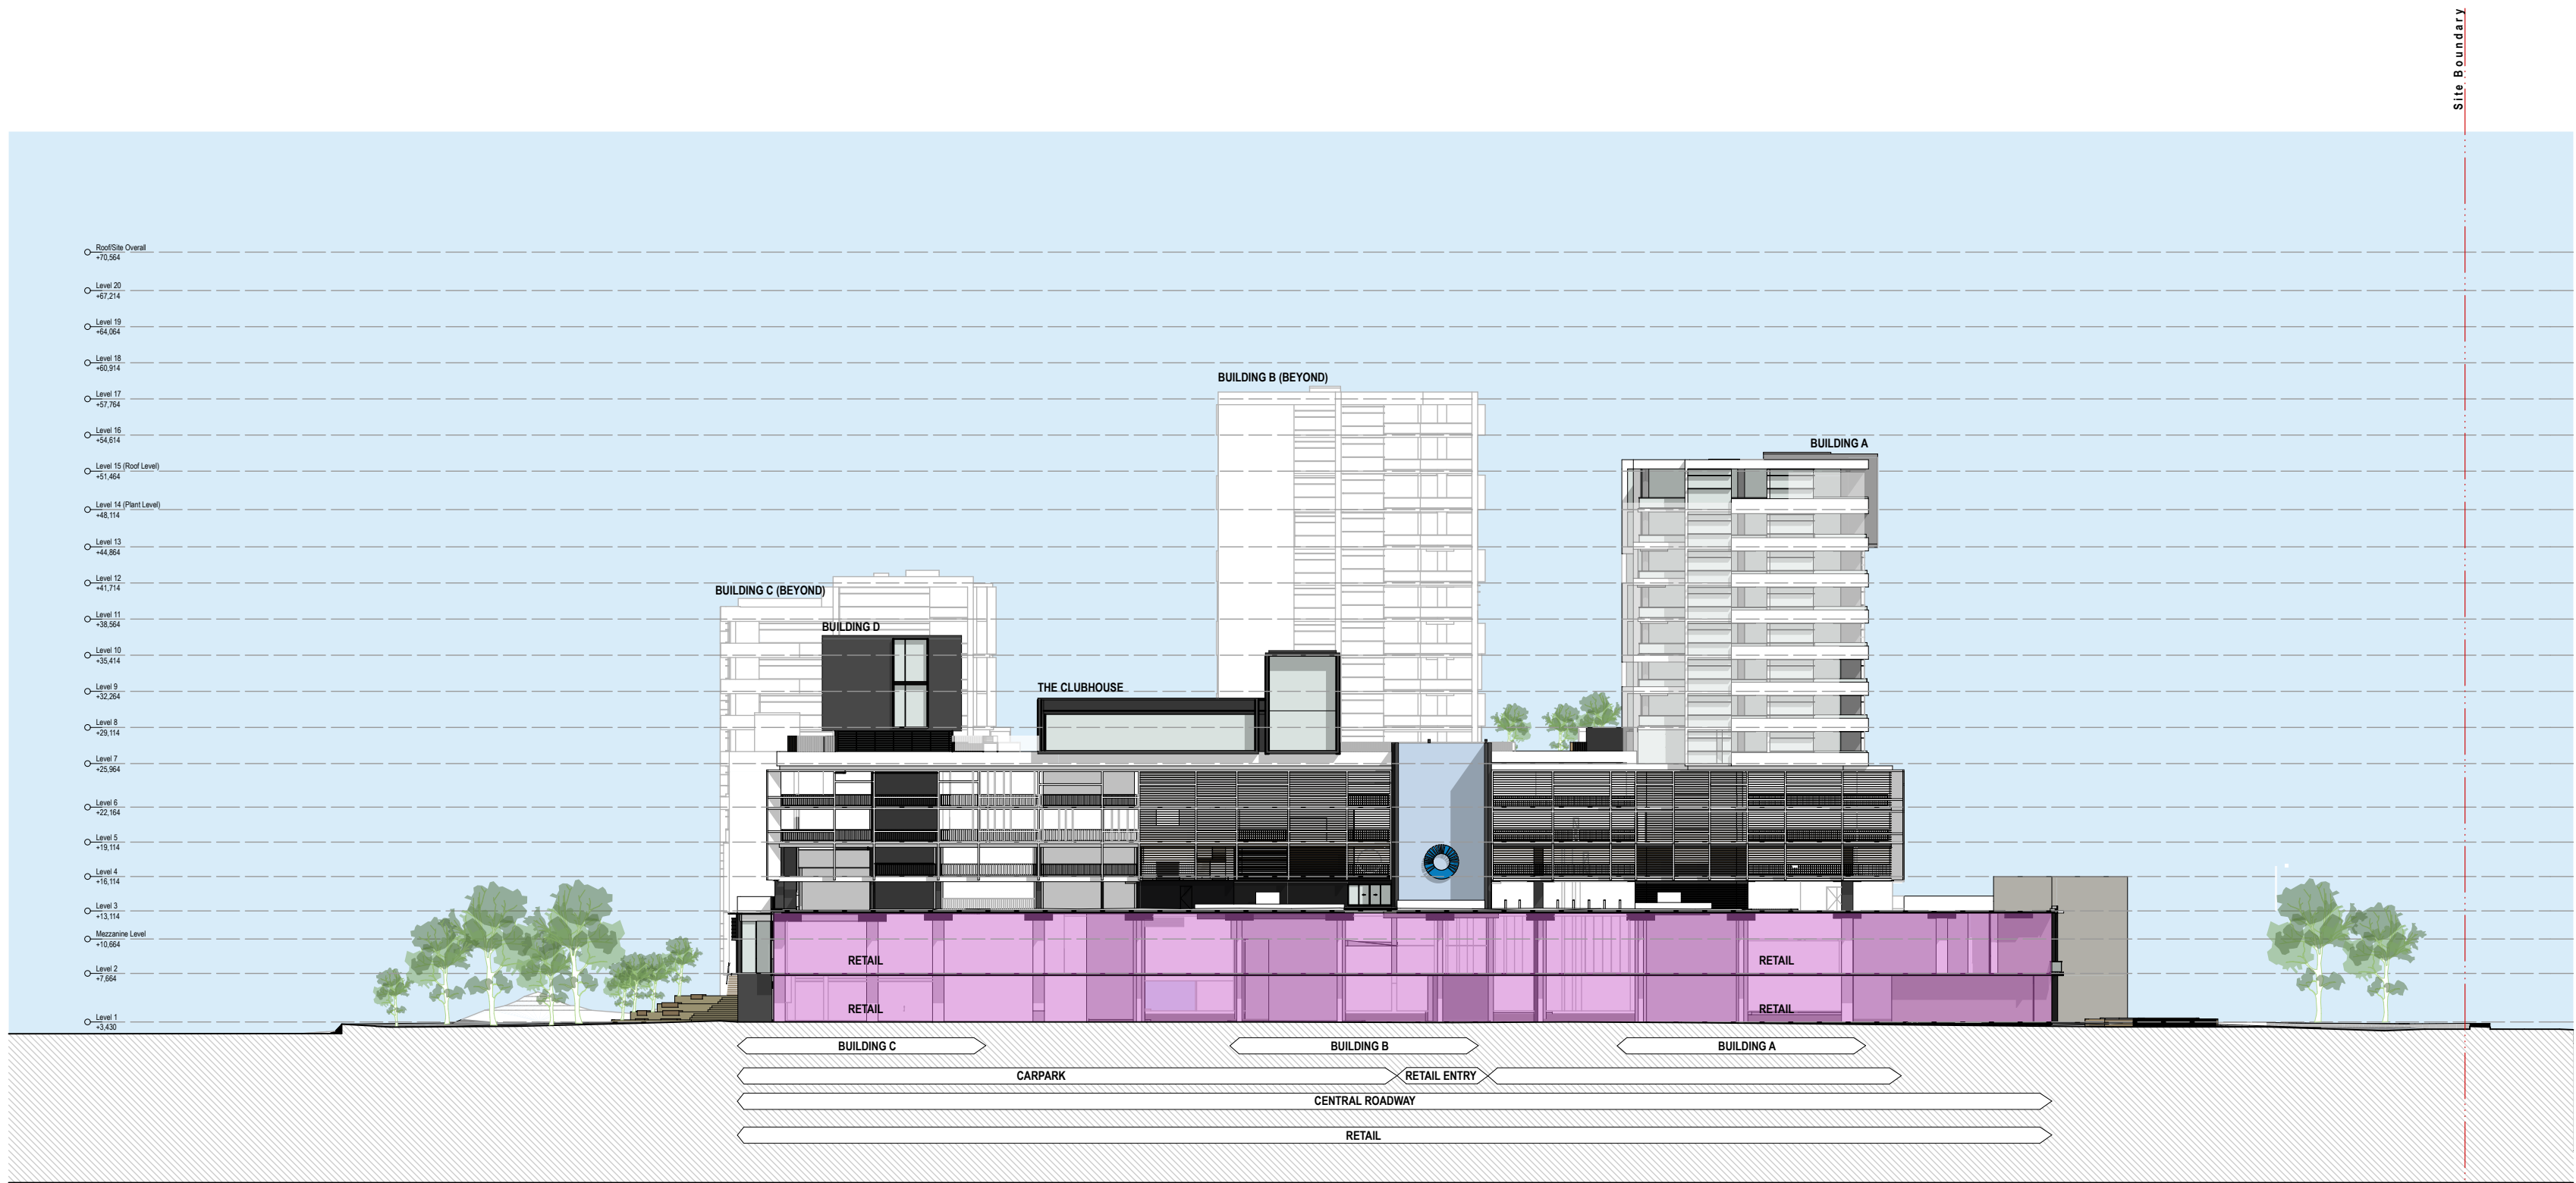 Site Boundary
Roof/Site Overall
+70,564
Level 20
+67,214
Level 19
+64,064
Level 18
+60,914
BUILDING B (BEYOND)
Level 17
+57,764
Level 16
+54,614
BUILDING A
Level 15 (Roof Level)
+51,464
Level 14 (Plant Level)
+48,114
Level 13
+44,864
Level 12
+41,714
BUILDING C (BEYOND)
Level 11
+38,564
BUILDING D
Level 10
+35,414
Level 9
+32,264
THE CLUBHOUSE
Level 8
+29,114
Level 7
+25,964
Level 6
+22,164
Level 5
+19,114
Level 4
+16,114
Level 3
+13,114
Mezzanine Level
+10,664
RETAIL RETAIL
Level 2
+7,664
RETAIL RETAIL
Level 1
+3,430
BUILDING C BUILDING B BUILDING A
CARPARK RETAIL ENTRY
CENTRAL ROADWAY
RETAIL